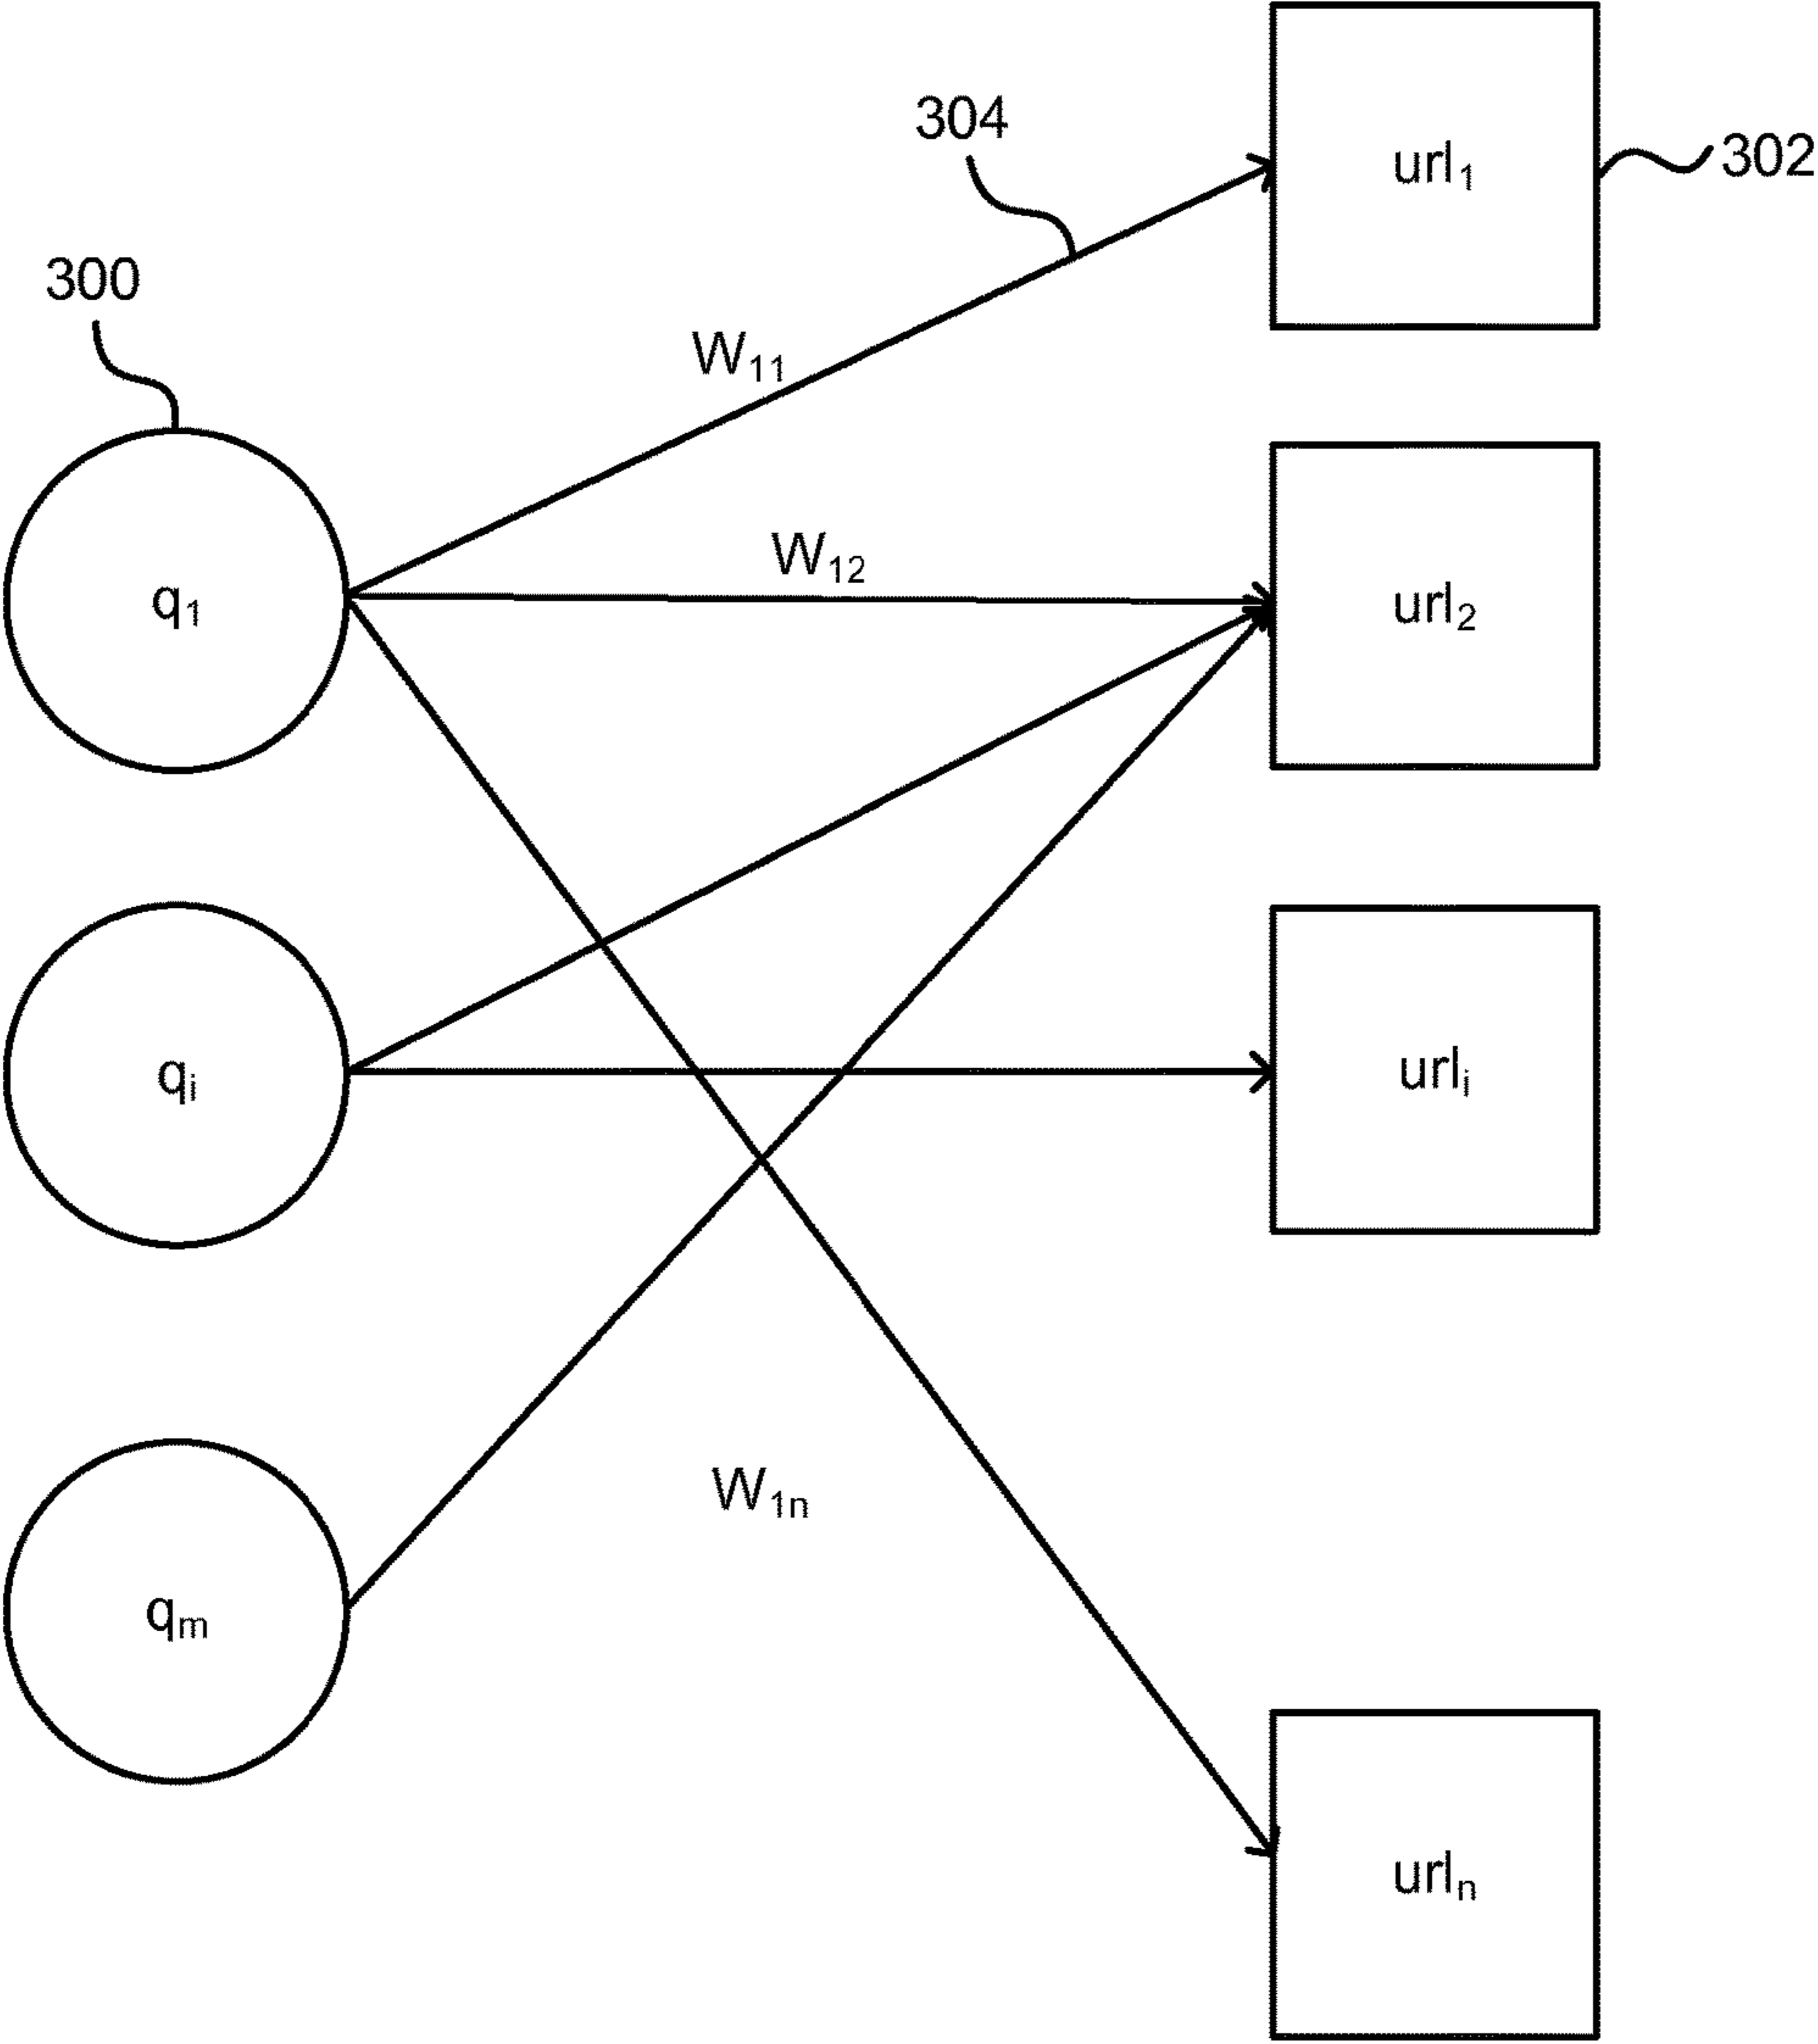 304
url₁
302
300
W₁₁
W₁₂
q₁
url₂
qᵢ
urlᵢ
W₁ₙ
qₘ
urlₙ